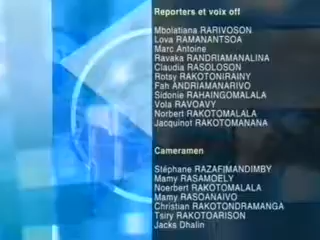 Reporters et voix off
Mboiatiana RARIVOSON
Lova RAMANANTSOA
Marc Antoine
Ravaka RANDRIAMANALINA
Claudia RASOLOSON
Rotsy RAKOTONIRAINY
Fah ANDRIAMANARIVO
Sidonie RAHAINGOMALALA
Vola RAVOAVY
Norbert RAKOTOMALALA
Jacquinot RAKOTOMANANA
Cameramen
Stéphane RAZAFIMANDIMBY
Mamy RASAMOELY
Noerbert RAKOTOMALALA
Mamy RASOANAIVO
Christian RAKOTONDRAMANGA
Tsiry RAKOTOARISON
Jacks Dhalin